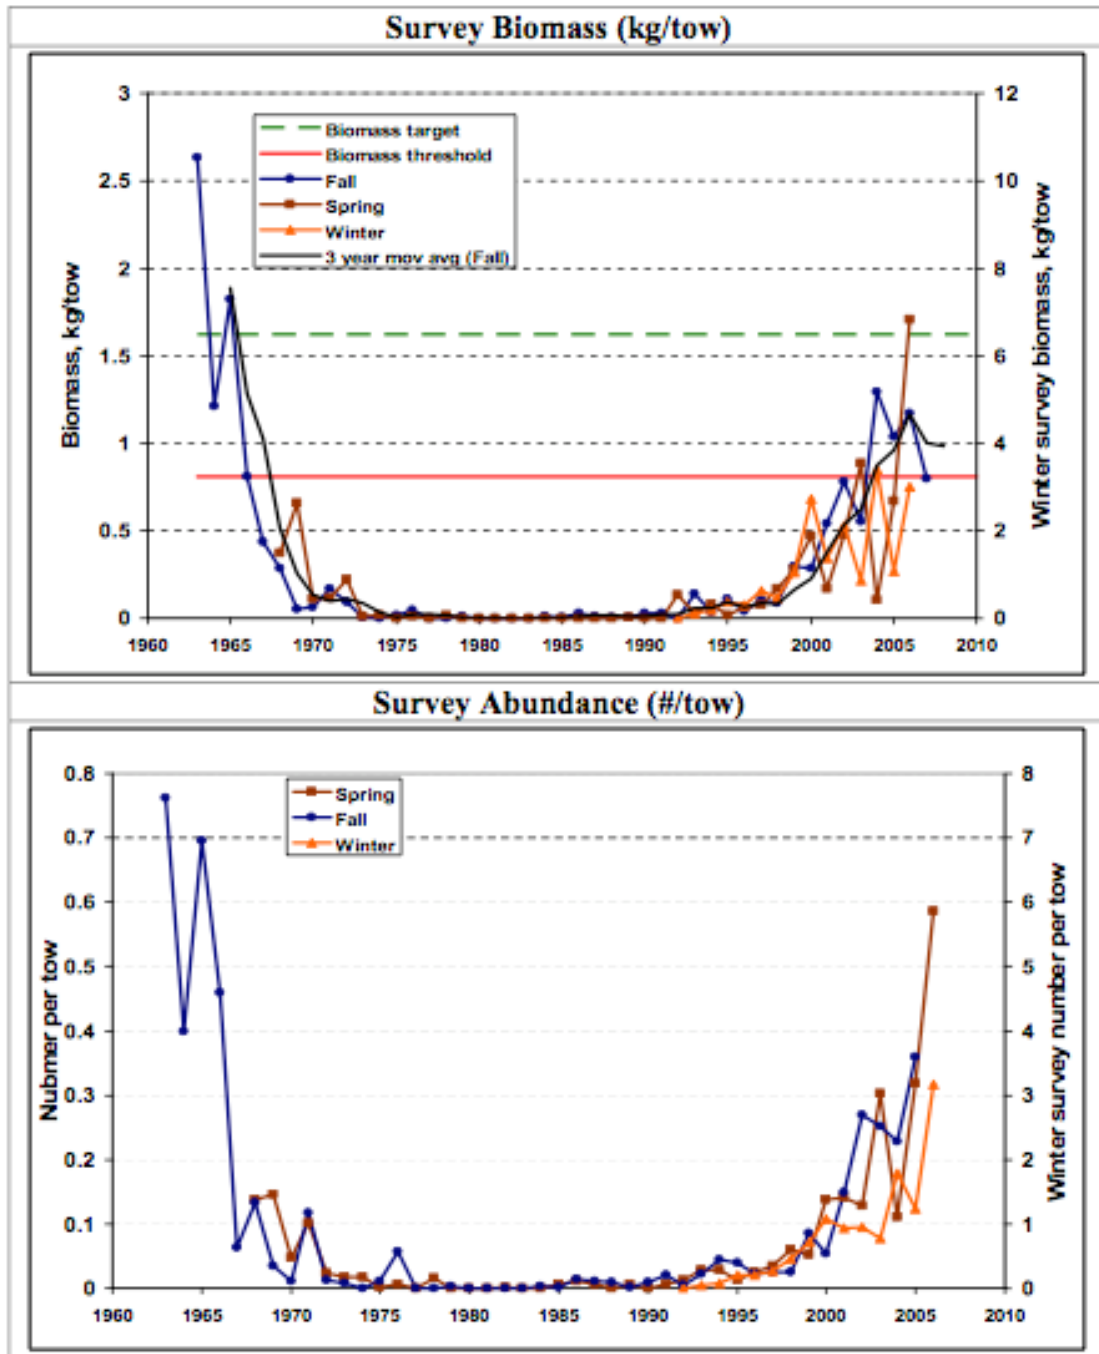 Survey Biomass (kg/tow)
3
2.5
2
1.5
1
0.5
0
Biomass, kg/tow
Biomass target
Biomass threshold
Fall
Spring
Winter
3 year mov avg (Fall)
12
10
8
6
4
2
0
Winter survey biomass, kg/tow
1960 1965 1970 1975 1980 1985 1990 1995 2000 2005 2010
Survey Abundance (#/tow)
0.8
0.7
0.6
0.5
0.4
0.3
0.2
0.1
0
Nubmer per tow
Spring
Fall
Winter
8
7
6
5
4
3
2
1
0
Winter survey number per tow
1960 1965 1970 1975 1980 1985 1990 1995 2000 2005 2010